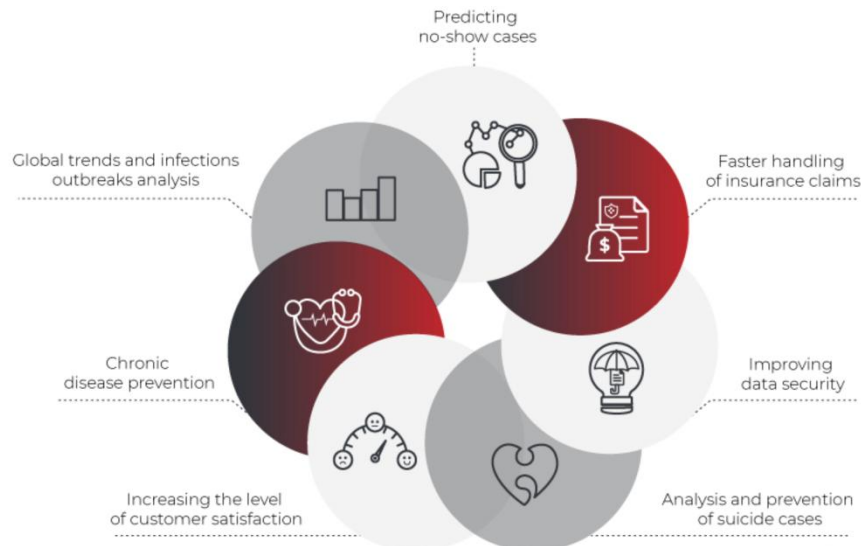 Predicting
no-show cases
Global trends and infections
outbreaks analysis
Faster handling
of insurance claims
$
Chronic
disease prevention
Improving
data security
Increasing the level
of customer satisfaction
Analysis and prevention
of suicide cases